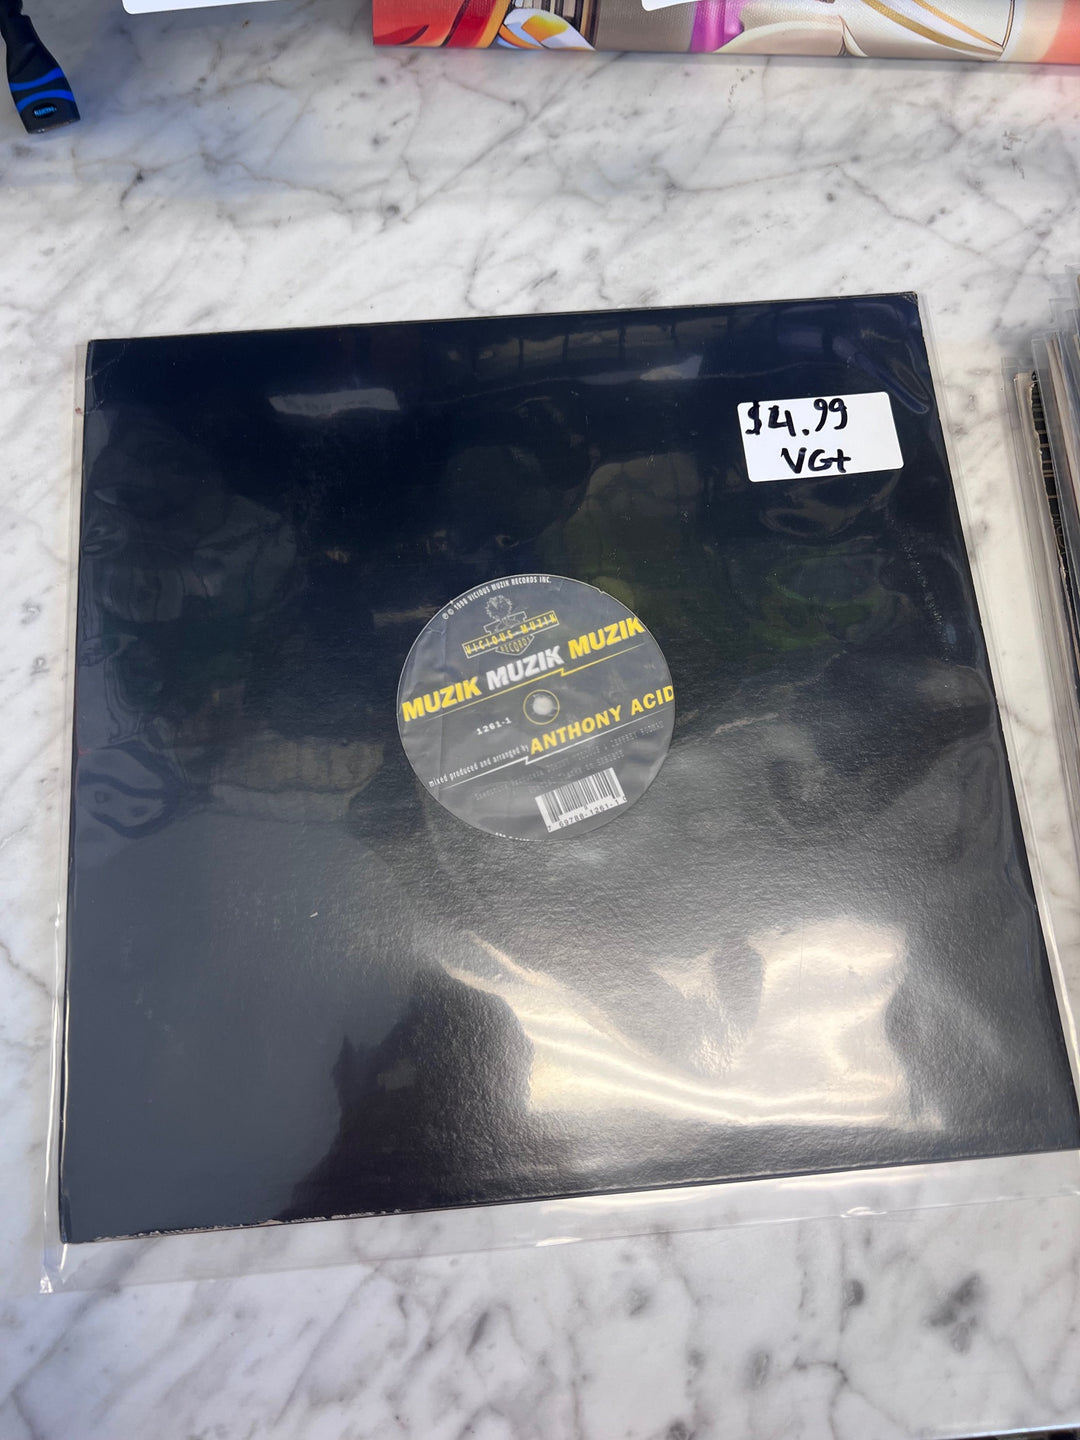 $4.99
VG+
℗ © 1998 VICIOUS MUZIK RECORDS INC.
VICIOUS MUZIK
RECORDS
MUZIK MUZIK MUZIK
1261-1
mixed produced and arranged by ANTHONY ACID